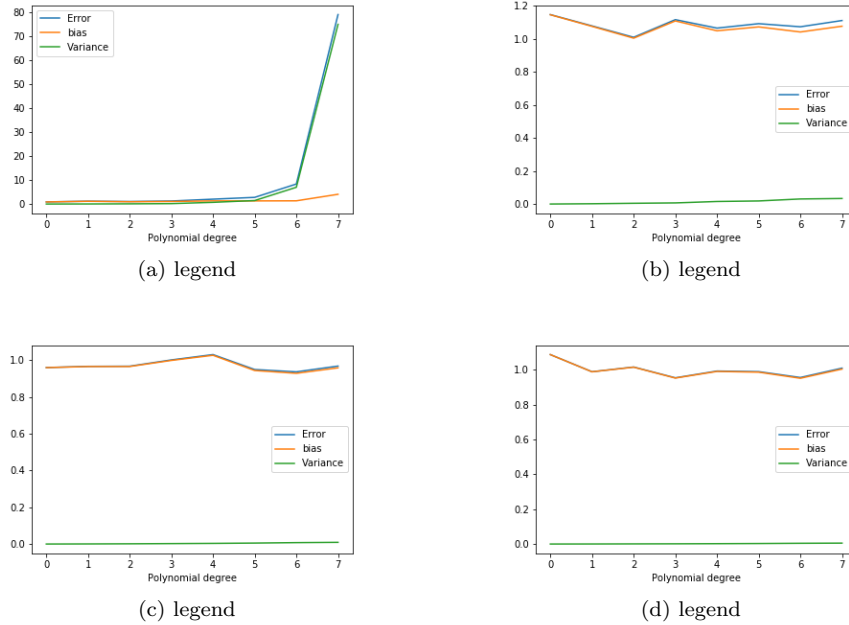 80
70
60
50
40
30
20
10
0
Error
bias
Variance
0 1 2 3 4 5 6 7
Polynomial degree
(a) legend
1.2
1.0
0.8
0.6
0.4
0.2
0.0
Error
bias
Variance
0 1 2 3 4 5 6 7
Polynomial degree
(b) legend
1.0
0.8
0.6
0.4
0.2
0.0
Error
bias
Variance
0 1 2 3 4 5 6 7
Polynomial degree
(c) legend
1.0
0.8
0.6
0.4
0.2
0.0
Error
bias
Variance
0 1 2 3 4 5 6 7
Polynomial degree
(d) legend